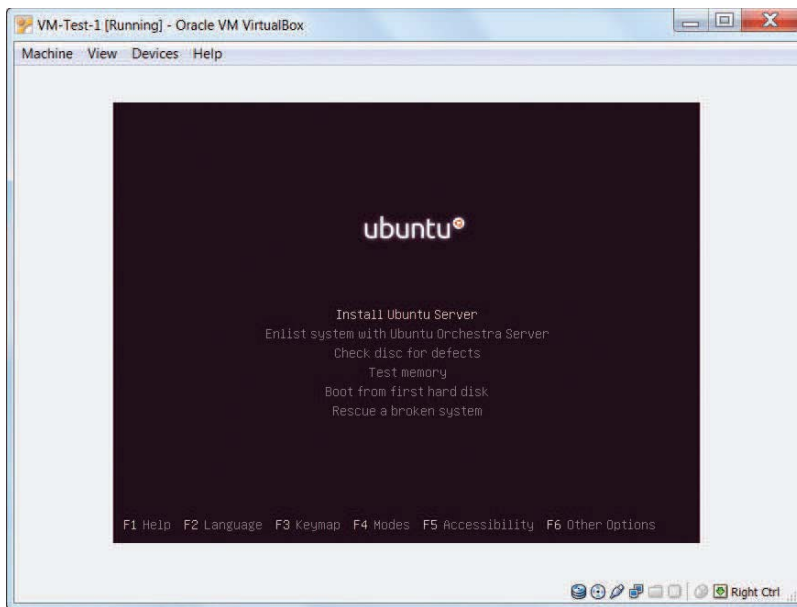 VM-Test-1 [Running] - Oracle VM VirtualBox
Machine View Devices Help
ubuntu
Install Ubuntu Server
Enlist system with Ubuntu Orchestra Server
Check disc for defects
Test memory
Boot from first hard disk
Rescue a broken system
F1 Help F2 Language F3 Keymap F4 Modes F5 Accessibility F6 Other Options
Right Ctrl